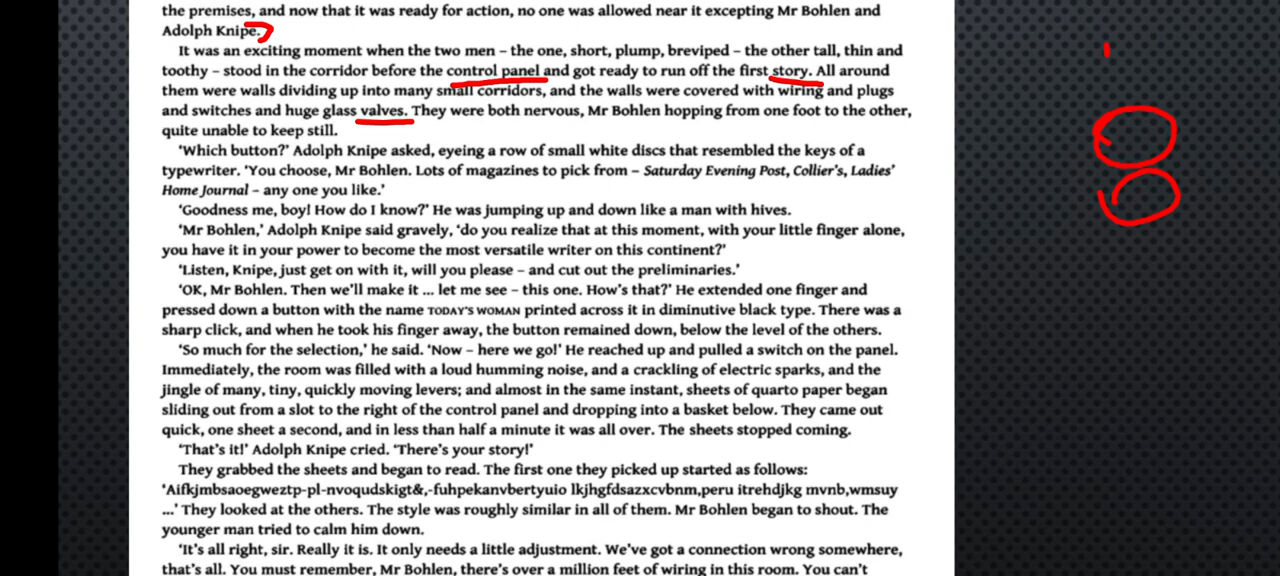 the premises, and now that it was ready for action, no one was allowed near it excepting Mr Bohlen and
Adolph Knipe.
It was an exciting moment when the two men – the one, short, plump, breviped – the other tall, thin and
toothy – stood in the corridor before the control panel and got ready to run off the first story. All around
them were walls dividing up into many small corridors, and the walls were covered with wiring and plugs
and switches and huge glass valves. They were both nervous, Mr Bohlen hopping from one foot to the other,
quite unable to keep still.
‘Which button?’ Adolph Knipe asked, eyeing a row of small white discs that resembled the keys of a
typewriter. ‘You choose, Mr Bohlen. Lots of magazines to pick from – Saturday Evening Post, Collier’s, Ladies’
Home Journal – any one you like.’
‘Goodness me, boy! How do I know?’ He was jumping up and down like a man with hives.
‘Mr Bohlen,’ Adolph Knipe said gravely, ‘do you realize that at this moment, with your little finger alone,
you have it in your power to become the most versatile writer on this continent?’
‘Listen, Knipe, just get on with it, will you please – and cut out the preliminaries.’
‘OK, Mr Bohlen. Then we’ll make it ... let me see – this one. How’s that?’ He extended one finger and
pressed down a button with the name TODAY’S WOMAN printed across it in diminutive black type. There was a
sharp click, and when he took his finger away, the button remained down, below the level of the others.
‘So much for the selection,’ he said. ‘Now – here we go!’ He reached up and pulled a switch on the panel.
Immediately, the room was filled with a loud humming noise, and a crackling of electric sparks, and the
jingle of many, tiny, quickly moving levers; and almost in the same instant, sheets of quarto paper began
sliding out from a slot to the right of the control panel and dropping into a basket below. They came out
quick, one sheet a second, and in less than half a minute it was all over. The sheets stopped coming.
‘That’s it!’ Adolph Knipe cried. ‘There’s your story!’
They grabbed the sheets and began to read. The first one they picked up started as follows:
‘Aifkjmbsaoegweztp-pl-nvoqudskigt&,-fuhpekanvbertyuio lkjhgfdsazxcvbnm,peru itrehdjkg mvnb,wmsuy
...’ They looked at the others. The style was roughly similar in all of them. Mr Bohlen began to shout. The
younger man tried to calm him down.
‘It’s all right, sir. Really it is. It only needs a little adjustment. We’ve got a connection wrong somewhere,
that’s all. You must remember, Mr Bohlen, there’s over a million feet of wiring in this room. You can’t